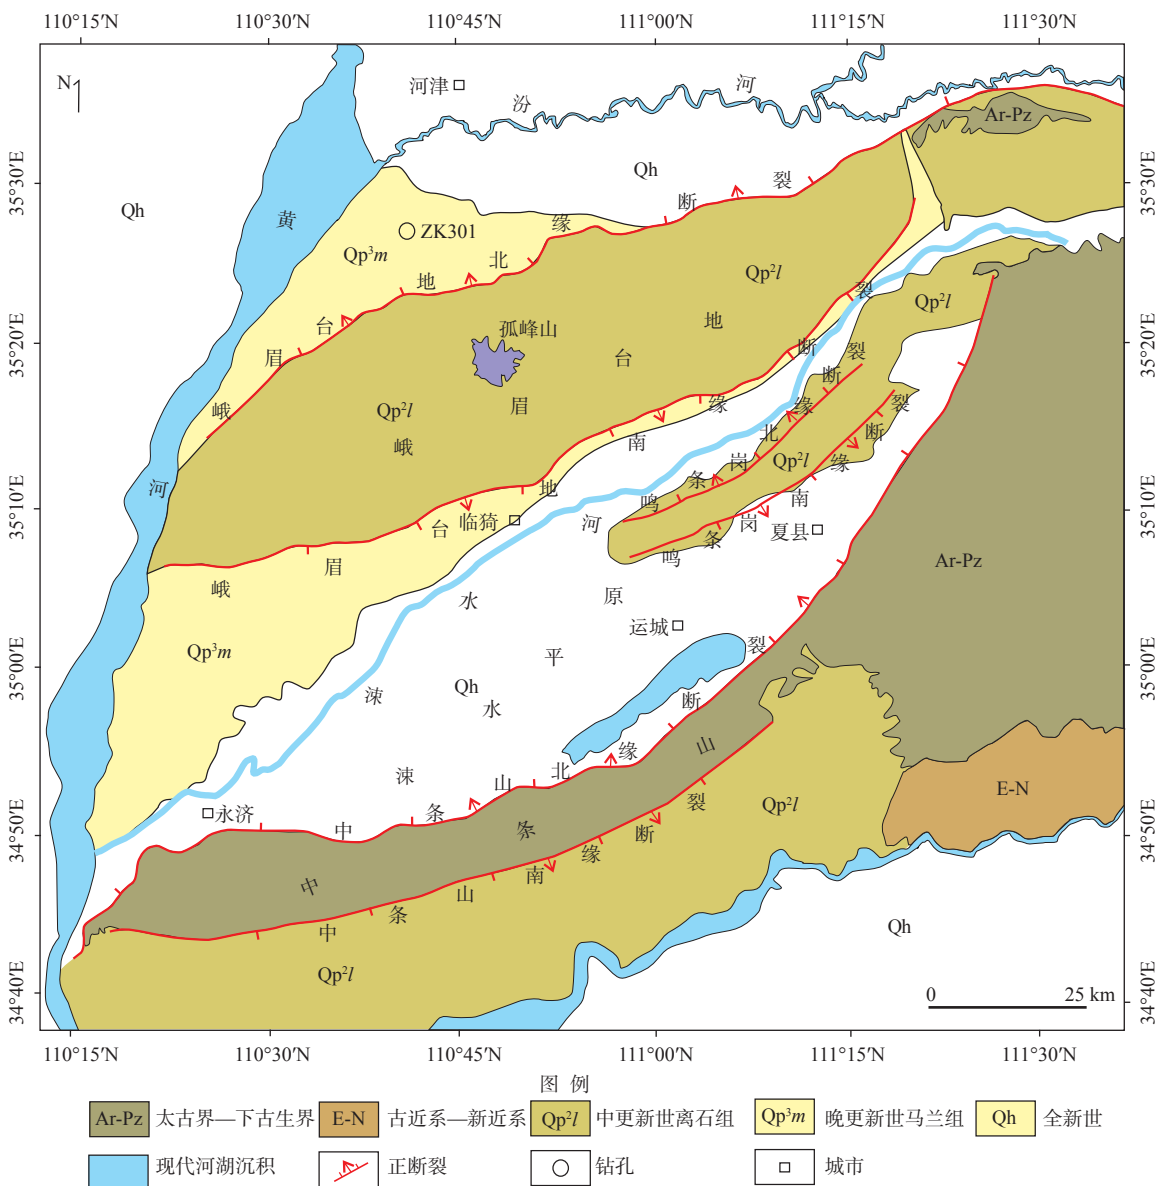 110°15′N 110°30′N 110°45′N 111°00′N 111°15′N 111°30′N
N
河津
汾河
Ar-Pz
Qh
Qh
35°30′E
35°30′E
黄河
ZK301
Qp³m
峨眉台地北缘断裂
Qp²l
Qp²l
孤峰山
35°20′E
35°20′E
峨眉台地
Qp²l
峨眉台地南缘断裂
鸣条岗北缘断裂
Qp²l
鸣条岗南缘断裂
35°10′E
35°10′E
临猗
夏县
Ar-Pz
涑水河
运城
Qp³m
35°00′E
35°00′E
Qh
涑水平原
中条山北缘断裂
永济
中条山
E-N
Qp²l
34°50′E
34°50′E
中条山南缘断裂
Qh
Qp²l
34°40′E
34°40′E
0 25 km
110°15′N 110°30′N 110°45′N 111°00′N 111°15′N 111°30′N
图 例
Ar-Pz 太古界—下古生界 E-N 古近系—新近系 Qp²l 中更新世离石组 Qp³m 晚更新世马兰组 Qh 全新世
现代河湖沉积 正断裂 钻孔 城市